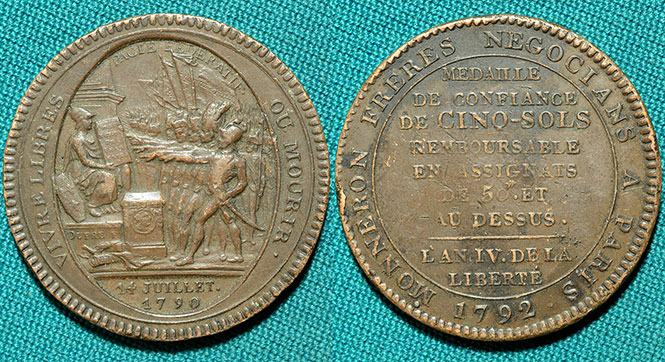 VIVRE LIBRES OU MOURIR.
PACTE FEDERATIF
14 JUILLET.
1790
MONNERON FRERES NEGOCIANS A PARIS
1792
MEDAILLE
DE CONFIANCE
DE CINQ-SOLS
REMBOURSABLE
EN ASSIGNATS
DE 50# ET
AU DESSUS.
L'AN IV. DE LA
LIBERTÉ